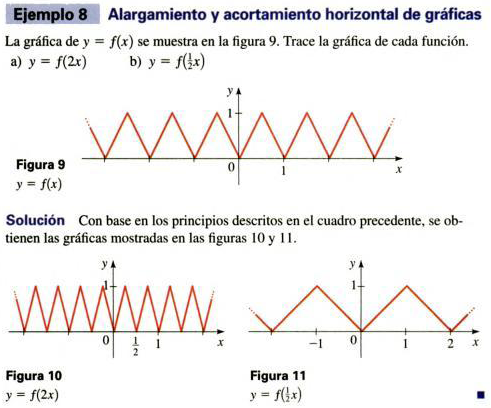 Ejemplo 8 Alargamiento y acortamiento horizontal de gráficas
La gráfica de y = f(x) se muestra en la figura 9. Trace la gráfica de cada función.
a) y = f(2x) b) y = f(½x)
y
1
0
1
x
Figura 9
y = f(x)
Solución Con base en los principios descritos en el cuadro precedente, se ob-
tienen las gráficas mostradas en las figuras 10 y 11.
y
1
0 ½ 1 x
Figura 10
y = f(2x)
y
1
−1 0 1 2 x
Figura 11
y = f(½x)